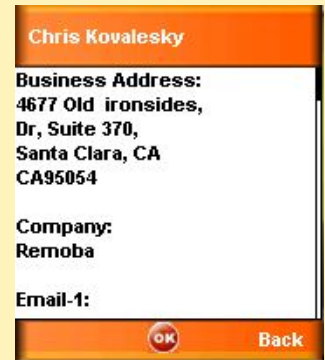 Chris Kovalesky
Business Address:
4677 Old ironsides,
Dr, Suite 370,
Santa Clara, CA
CA95054
Company:
Remoba
Email-1:
OK
Back